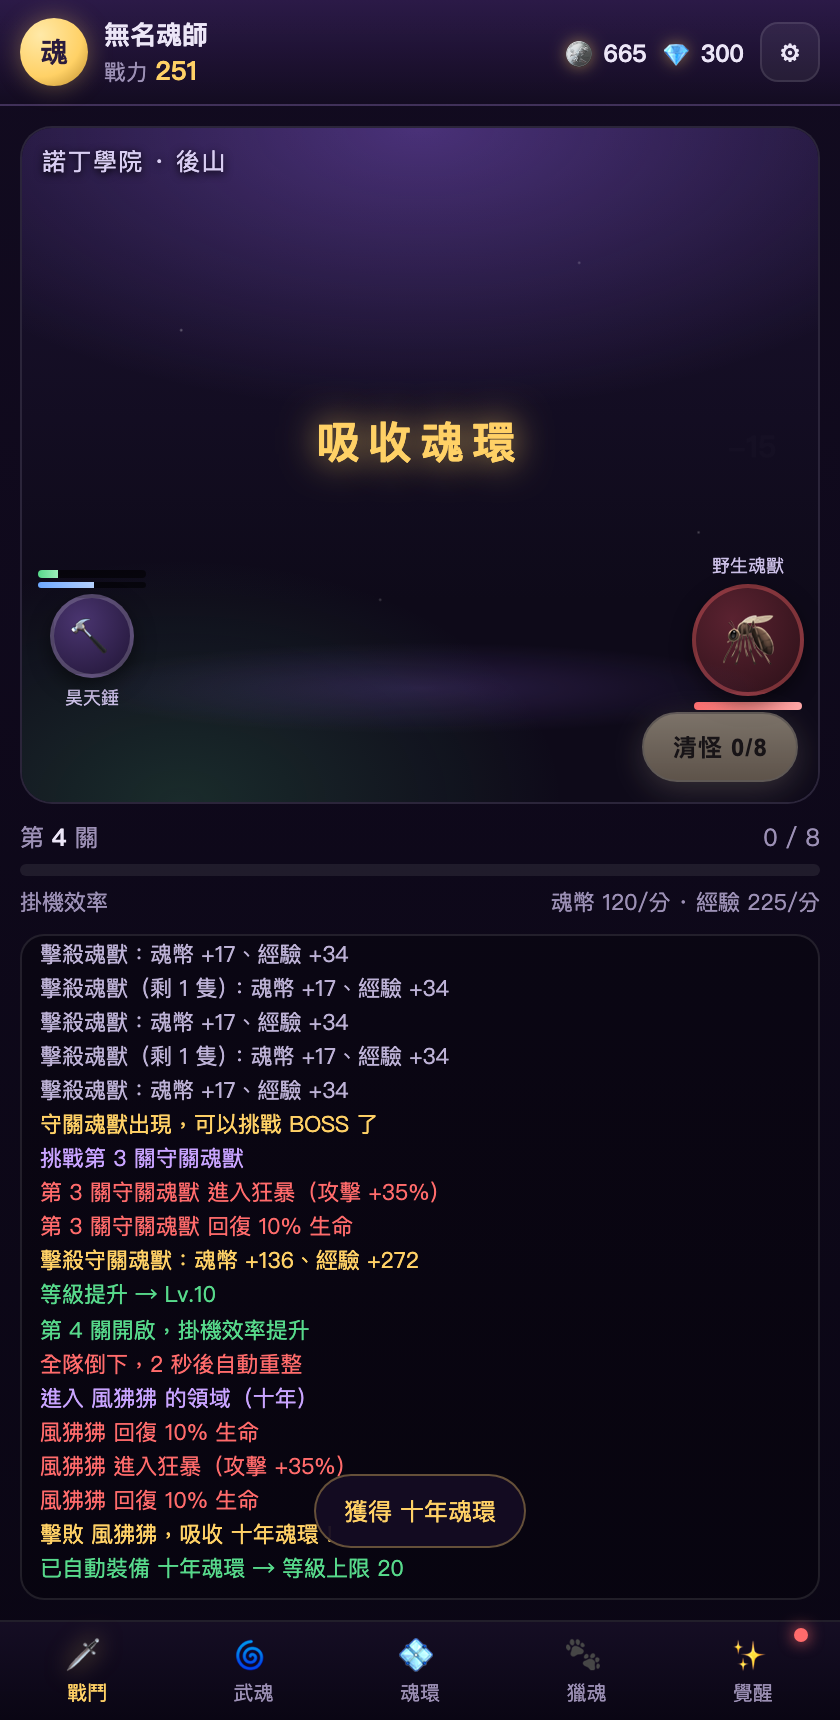 魂
無名魂師
戰力 251
665
300
諾丁學院 · 後山
吸收魂環
-15
野生魂獸
昊天錘
清怪 0/8
第 4 關
0 / 8
掛機效率
魂幣 120/分 · 經驗 225/分
擊殺魂獸：魂幣 +17、經驗 +34
擊殺魂獸（剩 1 隻）：魂幣 +17、經驗 +34
擊殺魂獸：魂幣 +17、經驗 +34
擊殺魂獸（剩 1 隻）：魂幣 +17、經驗 +34
擊殺魂獸：魂幣 +17、經驗 +34
守關魂獸出現，可以挑戰 BOSS 了
挑戰第 3 關守關魂獸
第 3 關守關魂獸 進入狂暴（攻擊 +35%）
第 3 關守關魂獸 回復 10% 生命
擊殺守關魂獸：魂幣 +136、經驗 +272
等級提升 → Lv.10
第 4 關開啟，掛機效率提升
全隊倒下，2 秒後自動重整
進入 風狒狒 的領域（十年）
風狒狒 回復 10% 生命
風狒狒 進入狂暴（攻擊 +35%）
風狒狒 回復 10% 生命
獲得 十年魂環
擊敗 風狒狒，吸收 十年魂環
已自動裝備 十年魂環 → 等級上限 20
戰鬥
武魂
魂環
獵魂
覺醒